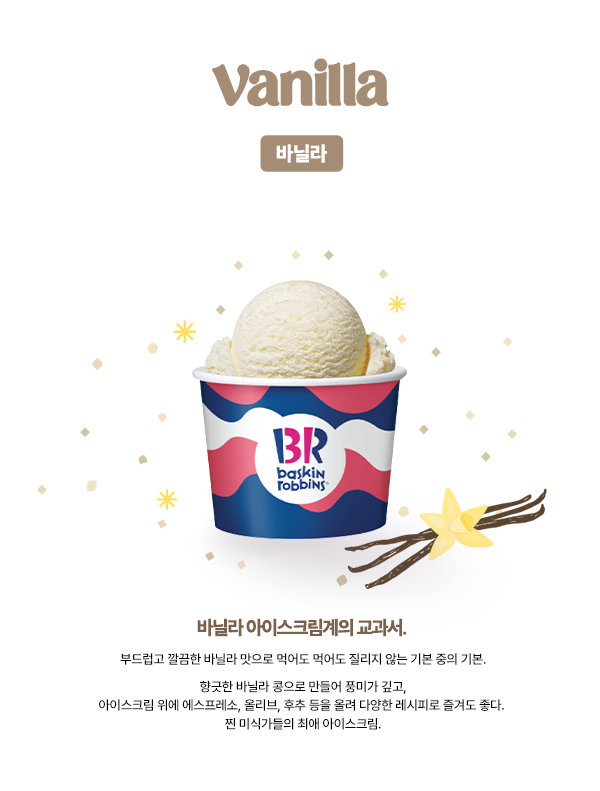 Vanilla
바닐라
BR
baskin
robbins
바닐라 아이스크림계의 교과서.
부드럽고 깔끔한 바닐라 맛으로 먹어도 먹어도 질리지 않는 기본 중의 기본.
향긋한 바닐라 콩으로 만들어 풍미가 깊고,
아이스크림 위에 에스프레소, 올리브, 후추 등을 올려 다양한 레시피로 즐겨도 좋다.
찐 미식가들의 최애 아이스크림.